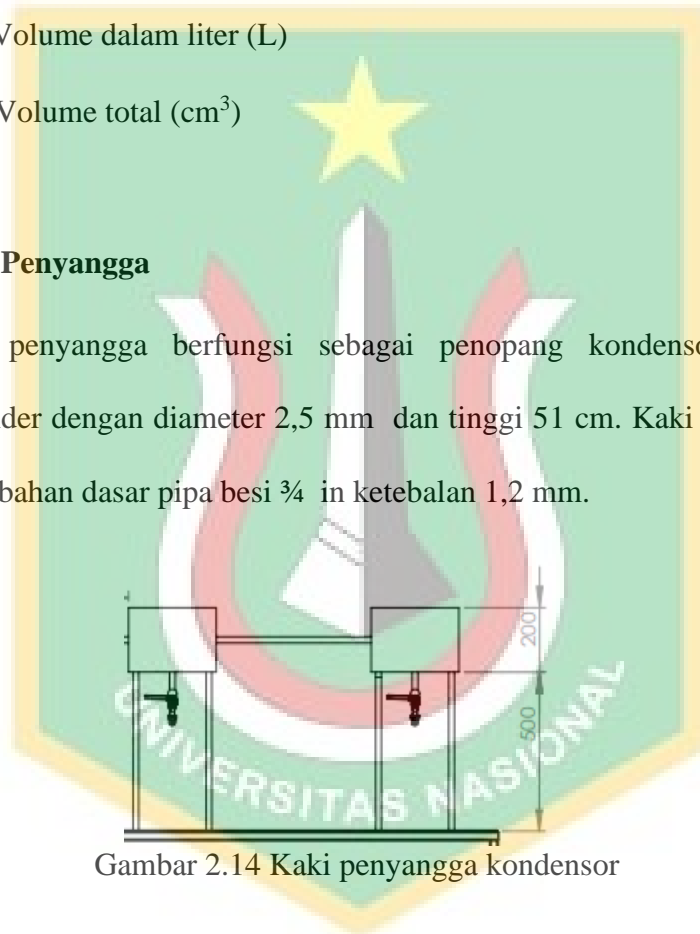 Volume dalam liter (L)
Volume total (cm³)
Penyangga
penyangga berfungsi sebagai penopang
der dengan diameter 2,5 mm dan tinggi 51 cm. Kaki
bahan dasar pipa besi ¾ in ketebalan 1,2 mm.
200
500
UNIVERSITAS NASIONAL
Gambar 2.14 Kaki penyangga kondensor